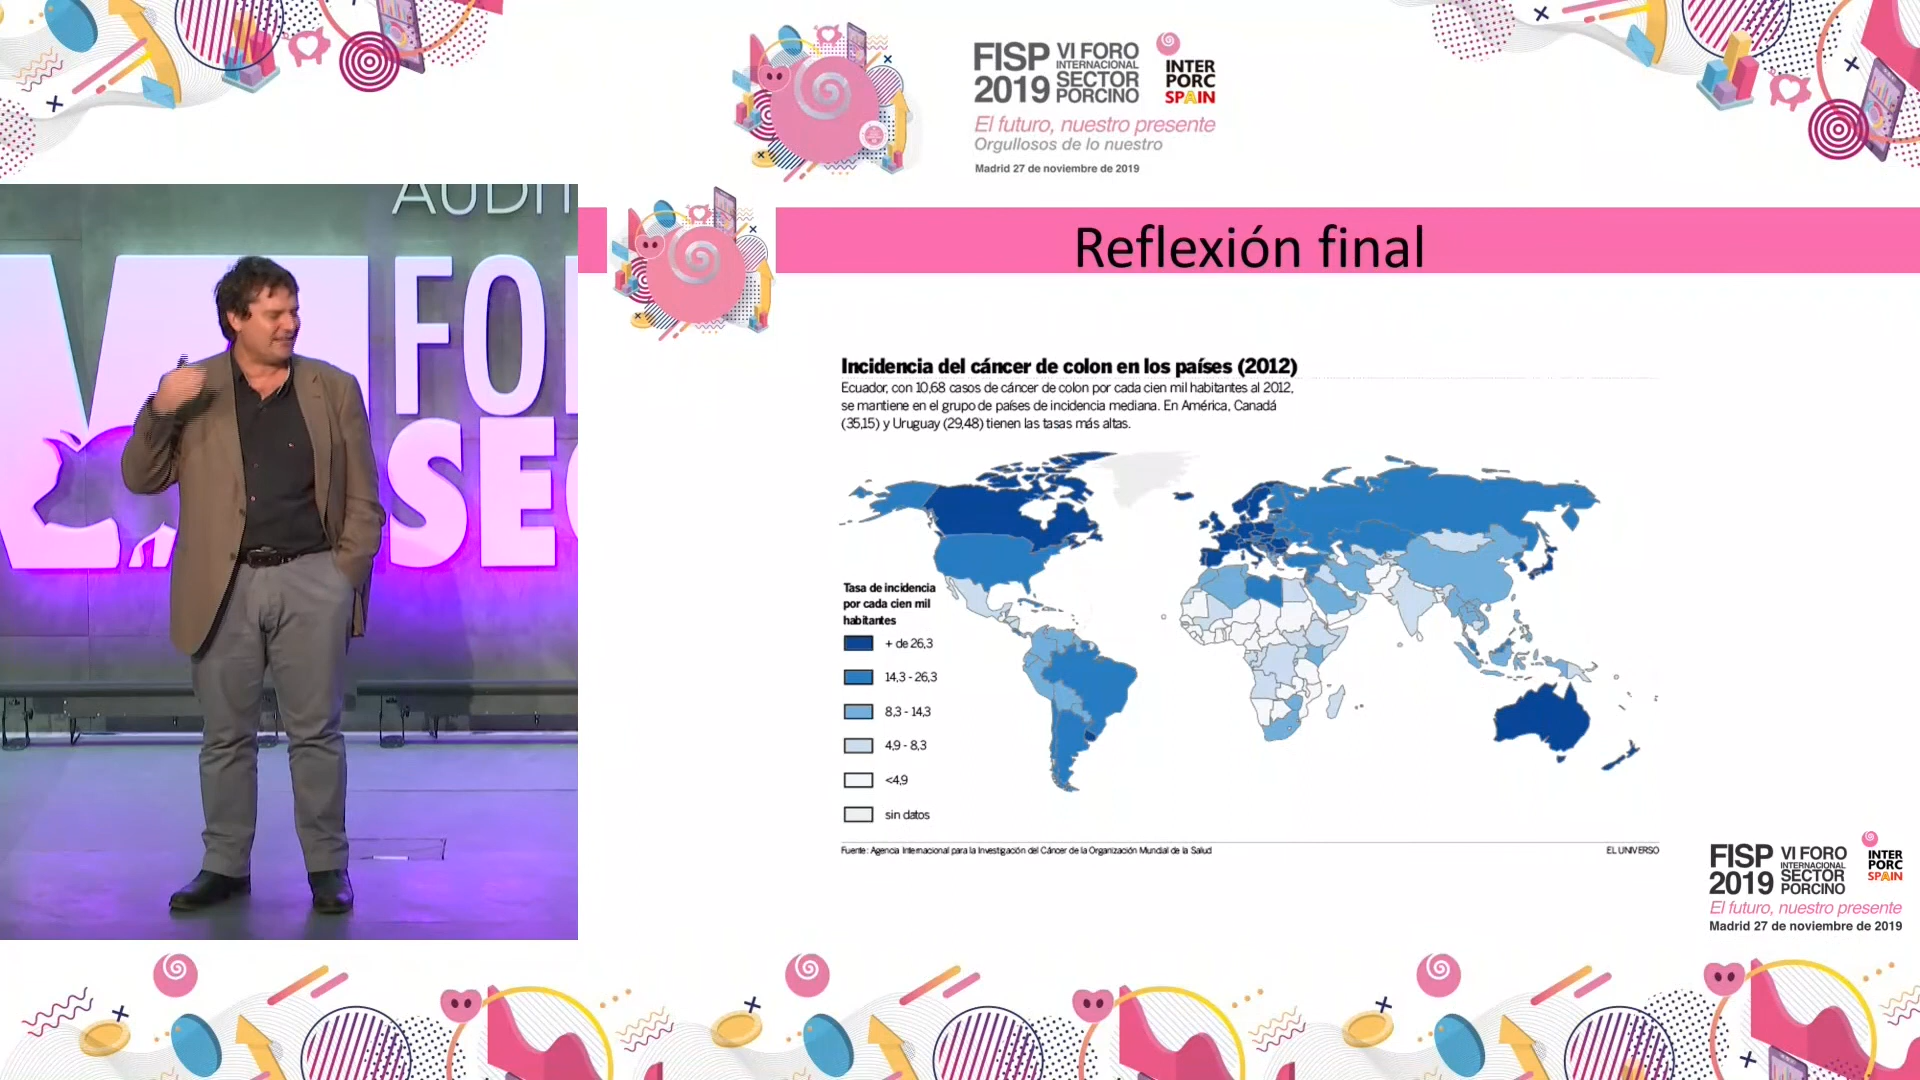 FISP 2019
VI FORO
INTERNACIONAL
SECTOR
PORCINO
INTER
PORC
SPAIN
El futuro, nuestro presente
Orgullosos de lo nuestro
Madrid 27 de noviembre de 2019
AUDIT
VI FO
SEC
Reflexión final
Incidencia del cáncer de colon en los países (2012)
Ecuador, con 10,68 casos de cáncer de colon por cada cien mil habitantes al 2012,
se mantiene en el grupo de países de incidencia mediana. En América, Canadá
(35,15) y Uruguay (29,48) tienen las tasas más altas.
Tasa de incidencia
por cada cien mil
habitantes
+ de 26,3
14,3 - 26,3
8,3 - 14,3
4,9 - 8,3
<4,9
sin datos
Fuente: Agencia Internacional para la Investigación del Cáncer de la Organización Mundial de la Salud
EL UNIVERSO
FISP 2019
VI FORO
INTERNACIONAL
SECTOR
PORCINO
INTER
PORC
SPAIN
El futuro, nuestro presente
Madrid 27 de noviembre de 2019